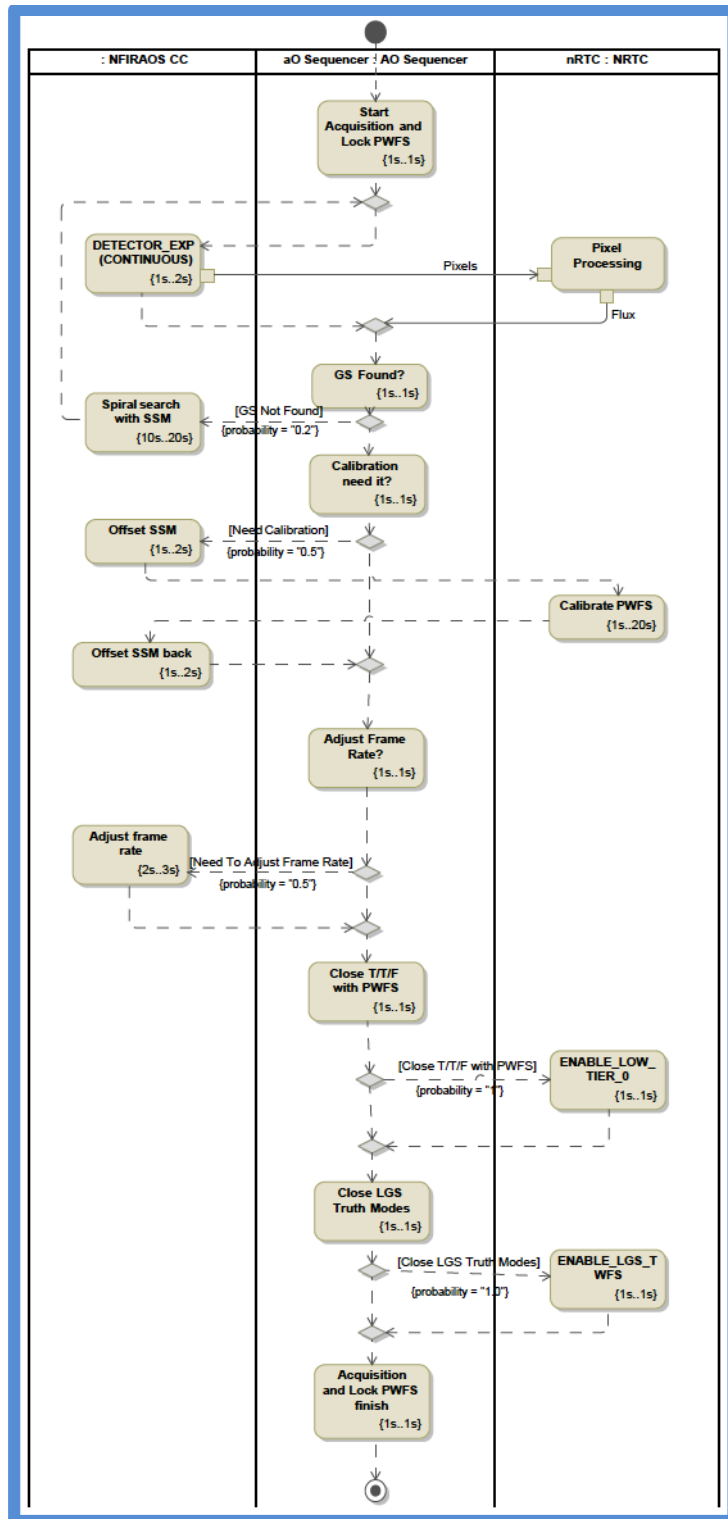 : NFIRAOS CC
aO Sequencer : AO Sequencer
nRTC : NRTC
Start
Acquisition and
Lock PWFS
{1s..1s}
DETECTOR_EXP
(CONTINUOUS)
{1s..2s}
Pixels
Pixel
Processing
Flux
GS Found?
{1s..1s}
Spiral search
with SSM
{10s..20s}
[GS Not Found]
{probability = "0.2"}
Calibration
need it?
{1s..1s}
Offset SSM
{1s..2s}
[Need Calibration]
{probability = "0.5"}
Calibrate PWFS
{1s..20s}
Offset SSM back
{1s..2s}
Adjust Frame
Rate?
{1s..1s}
Adjust frame
rate
{2s..3s}
[Need To Adjust Frame Rate]
{probability = "0.5"}
Close T/T/F
with PWFS
{1s..1s}
[Close T/T/F with PWFS]
{probability = "1"}
ENABLE_LOW_
TIER_0
{1s..1s}
Close LGS
Truth Modes
{1s..1s}
[Close LGS Truth Modes]
{probability = "1.0"}
ENABLE_LGS_T
WFS
{1s..1s}
Acquisition
and Lock PWFS
finish
{1s..1s}